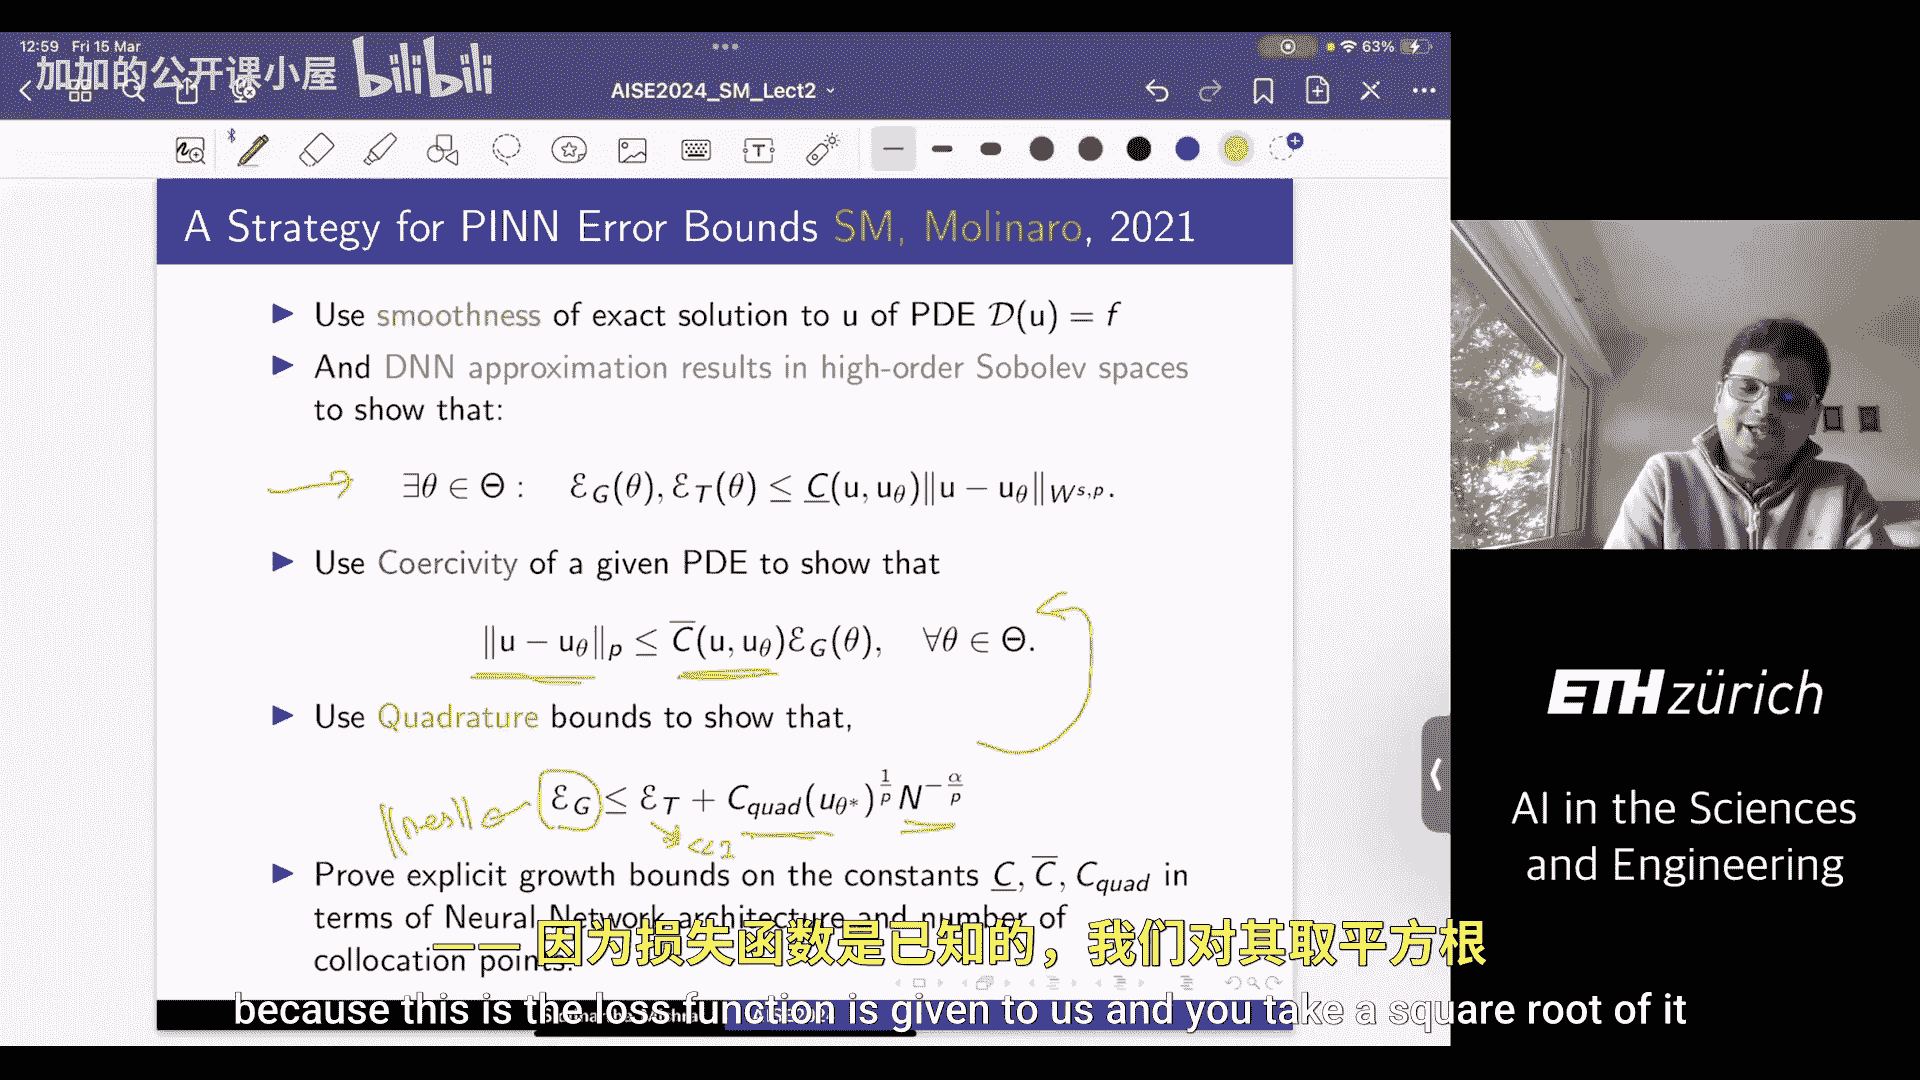 12:59 Fri 15 Mar
63%
加加的公开课小屋 bilibili
AISE2024_SM_Lect2
A Strategy for PINN Error Bounds SM, Molinaro, 2021
▶ Use smoothness of exact solution to u of PDE 𝒟(u) = f
▶ And DNN approximation results in high-order Sobolev spaces
to show that:
∃θ ∈ Θ : ℰ_G(θ), ℰ_T(θ) ≤ C̲(u, u_θ)‖u − u_θ‖_{W^{s,p}}.
▶ Use Coercivity of a given PDE to show that
‖u − u_θ‖_p ≤ C̅(u, u_θ)ℰ_G(θ), ∀θ ∈ Θ.
▶ Use Quadrature bounds to show that,
ℰ_G ≤ ℰ_T + C_{quad}(u_{θ*})^{1/p} N^{−α/p}
‖res‖
▶ Prove explicit growth bounds on the constants C̲, C̅, C_{quad} in
terms of Neural Network architecture and number of
collocation points.
—— 因为损失函数是已知的，我们对其取平方根
because this is the loss function is given to us and you take a square root of it
ETH zürich
AI in the Sciences
and Engineering